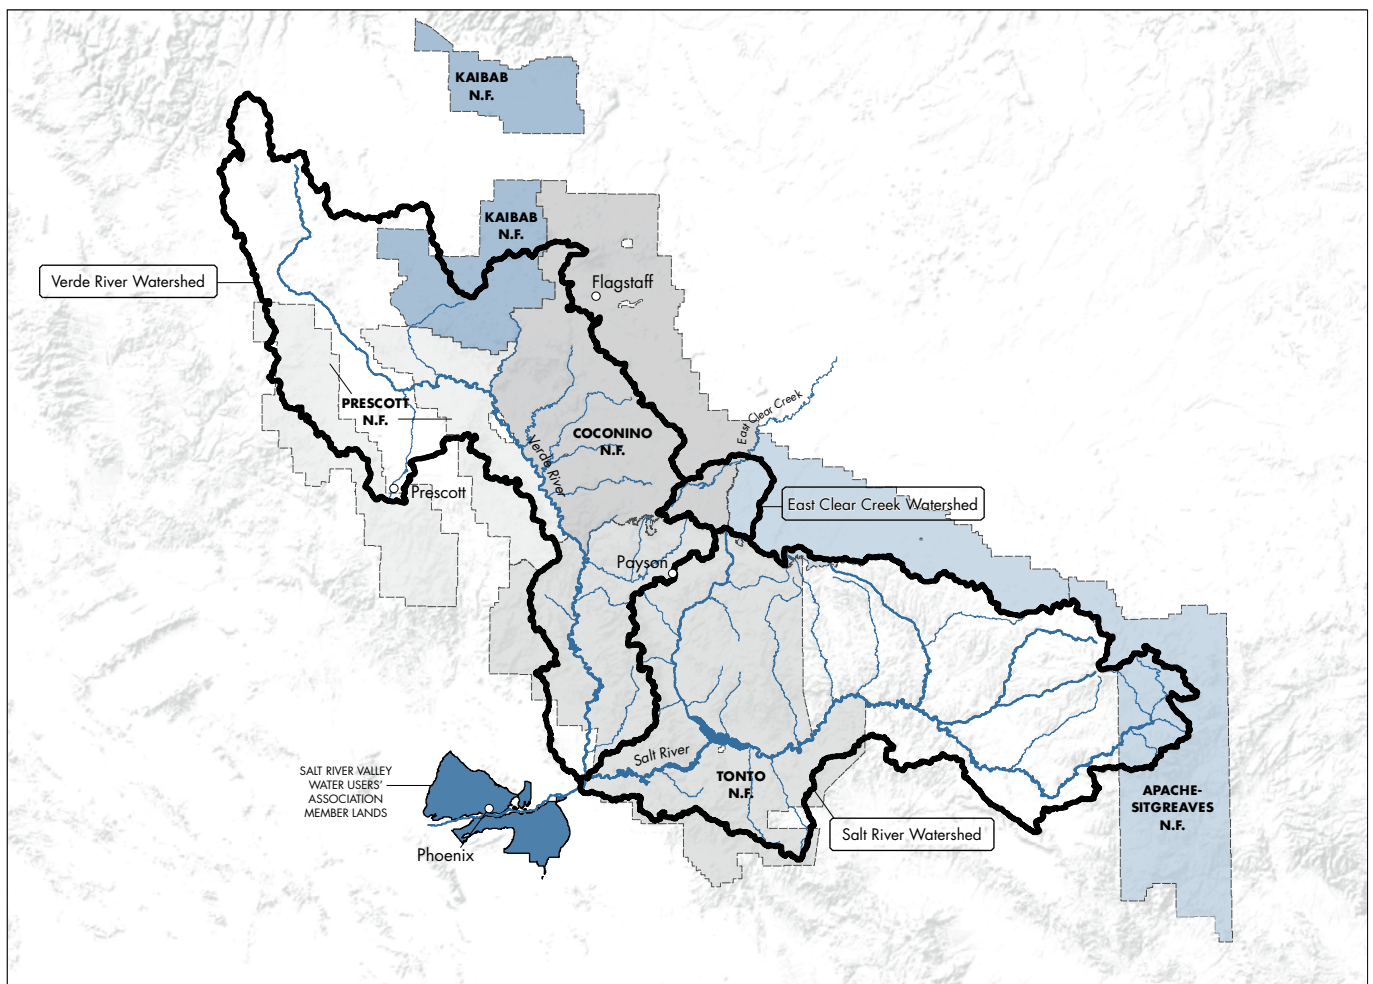 KAIBAB
N.F.
KAIBAB
N.F.
Verde River Watershed
Flagstaff
PRESCOTT
N.F.
COCONINO
N.F.
East Clear Creek
Verde River
Prescott
East Clear Creek Watershed
Payson
Salt River
SALT RIVER VALLEY
WATER USERS'
ASSOCIATION
MEMBER LANDS
TONTO
N.F.
APACHE-
SITGREAVES
N.F.
Salt River Watershed
Phoenix